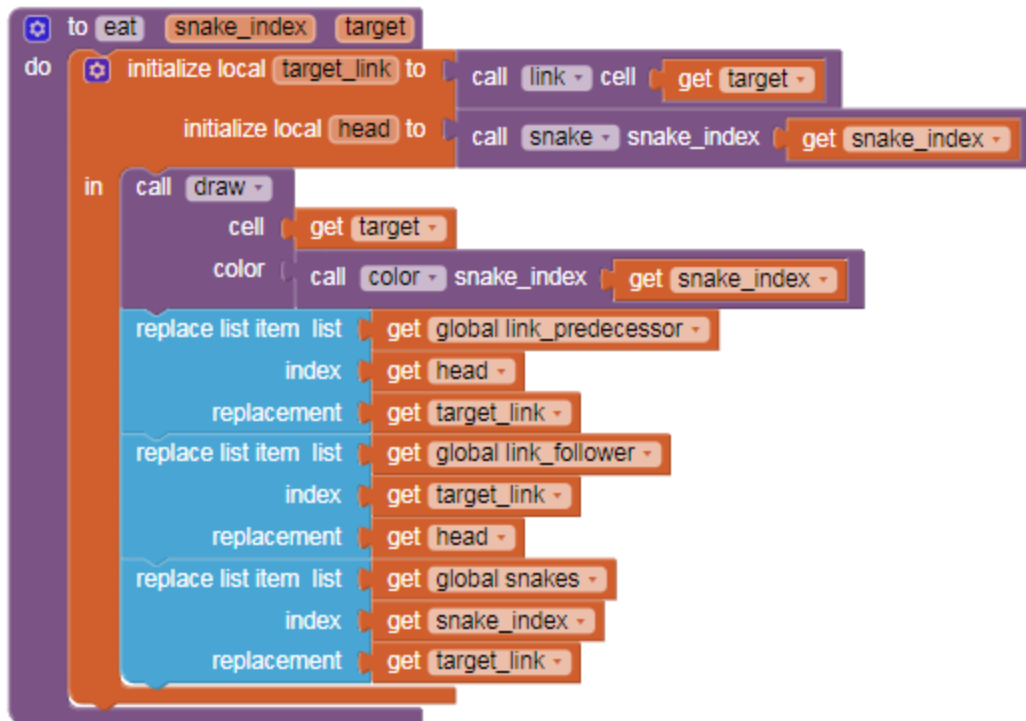 to eat snake_index target
do initialize local target_link to call link cell get target
initialize local head to call snake snake_index get snake_index
in call draw
cell get target
color call color snake_index get snake_index
replace list item list get global link_predecessor
index get head
replacement get target_link
replace list item list get global link_follower
index get target_link
replacement get head
replace list item list get global snakes
index get snake_index
replacement get target_link